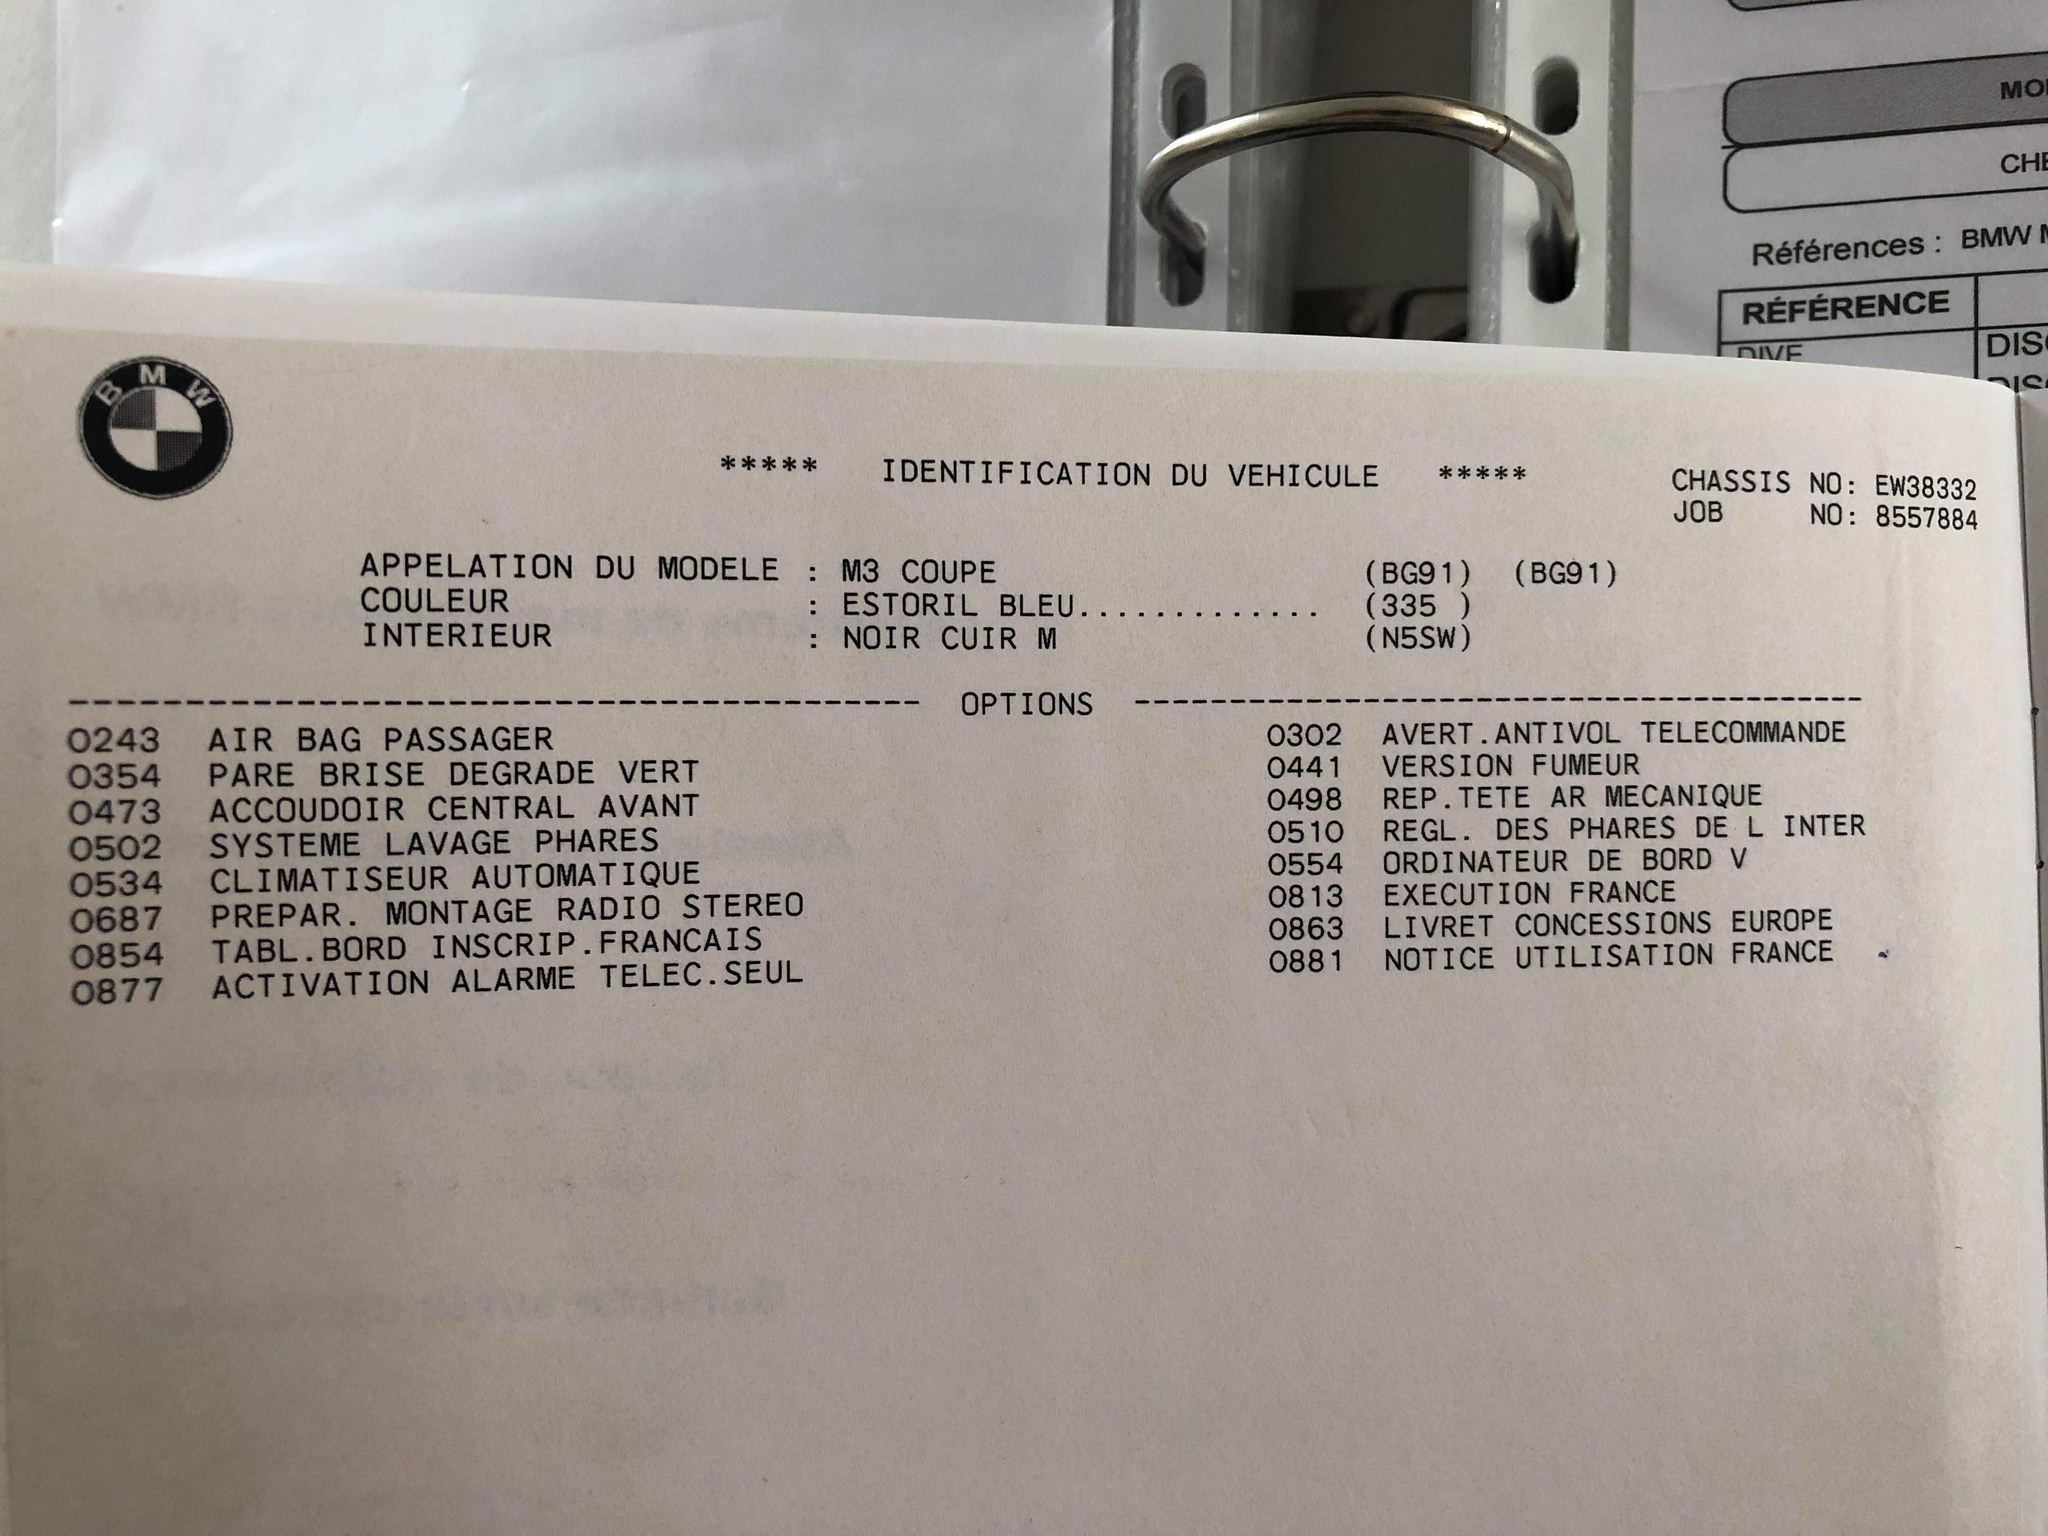 MO
CHE
Références : BMW M
RÉFÉRENCE
DIVE
DISC
DISC
BMW
***** IDENTIFICATION DU VEHICULE *****
CHASSIS NO: EW38332
JOB NO: 8557884
APPELATION DU MODELE : M3 COUPE (BG91) (BG91)
COULEUR : ESTORIL BLEU............. (335 )
INTERIEUR : NOIR CUIR M (N5SW)
--------------------------------------- OPTIONS --------------------------------------
0243 AIR BAG PASSAGER 0302 AVERT.ANTIVOL TELECOMMANDE
0354 PARE BRISE DEGRADE VERT 0441 VERSION FUMEUR
0473 ACCOUDOIR CENTRAL AVANT 0498 REP.TETE AR MECANIQUE
0502 SYSTEME LAVAGE PHARES 0510 REGL. DES PHARES DE L INTER
0534 CLIMATISEUR AUTOMATIQUE 0554 ORDINATEUR DE BORD V
0687 PREPAR. MONTAGE RADIO STEREO 0813 EXECUTION FRANCE
0854 TABL.BORD INSCRIP.FRANCAIS 0863 LIVRET CONCESSIONS EUROPE
0877 ACTIVATION ALARME TELEC.SEUL 0881 NOTICE UTILISATION FRANCE